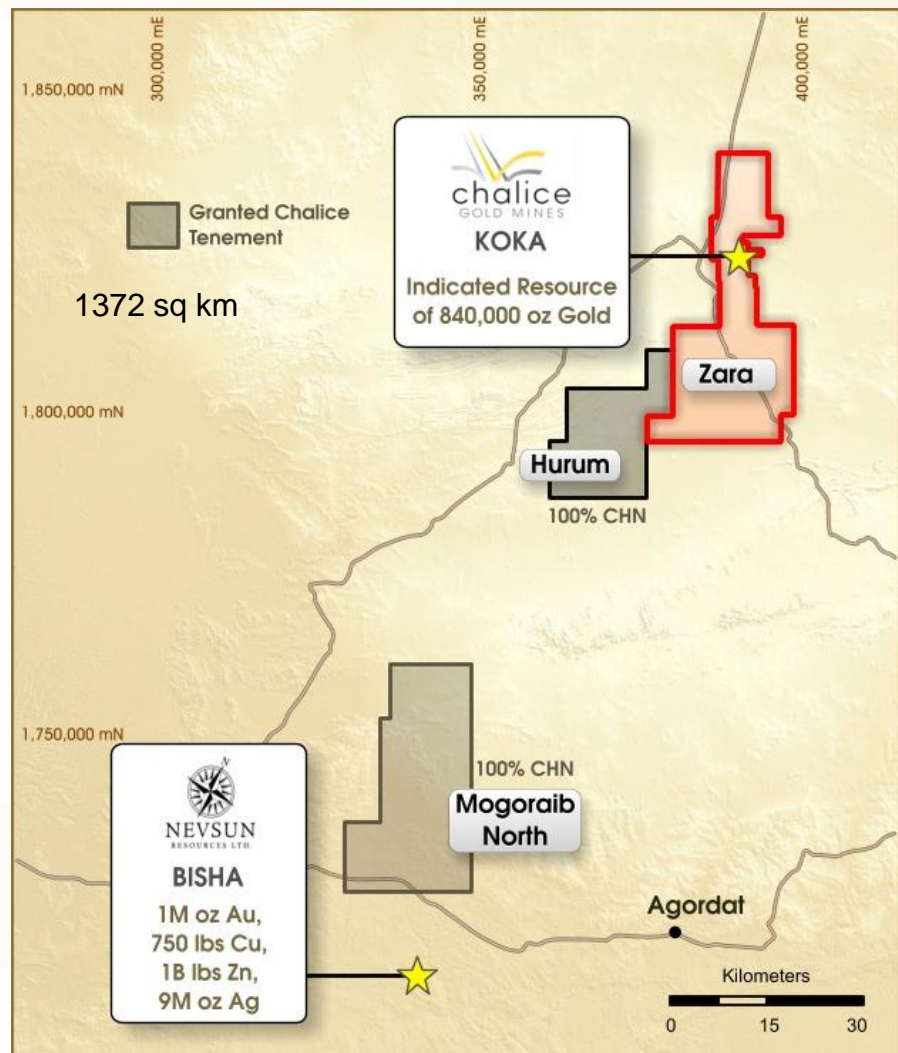 300,000 mE
350,000 mE
400,000 mE
1,850,000 mN
1,800,000 mN
1,750,000 mN
Granted Chalice
Tenement
1372 sq km
chalice
GOLD MINES
KOKA
Indicated Resource
of 840,000 oz Gold
Zara
Hurum
100% CHN
100% CHN
Mogoraib
North
N
NEVSUN
RESOURCES LTD.
BISHA
1M oz Au,
750 lbs Cu,
1B lbs Zn,
9M oz Ag
Agordat
Kilometers
0 15 30